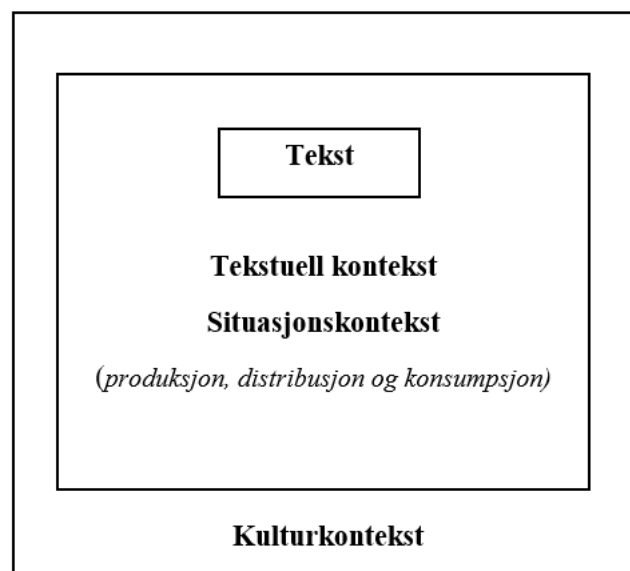 Tekst
Tekstuell kontekst
Situasjonskontekst
(produksjon, distribusjon og konsumpsjon)
Kulturkontekst